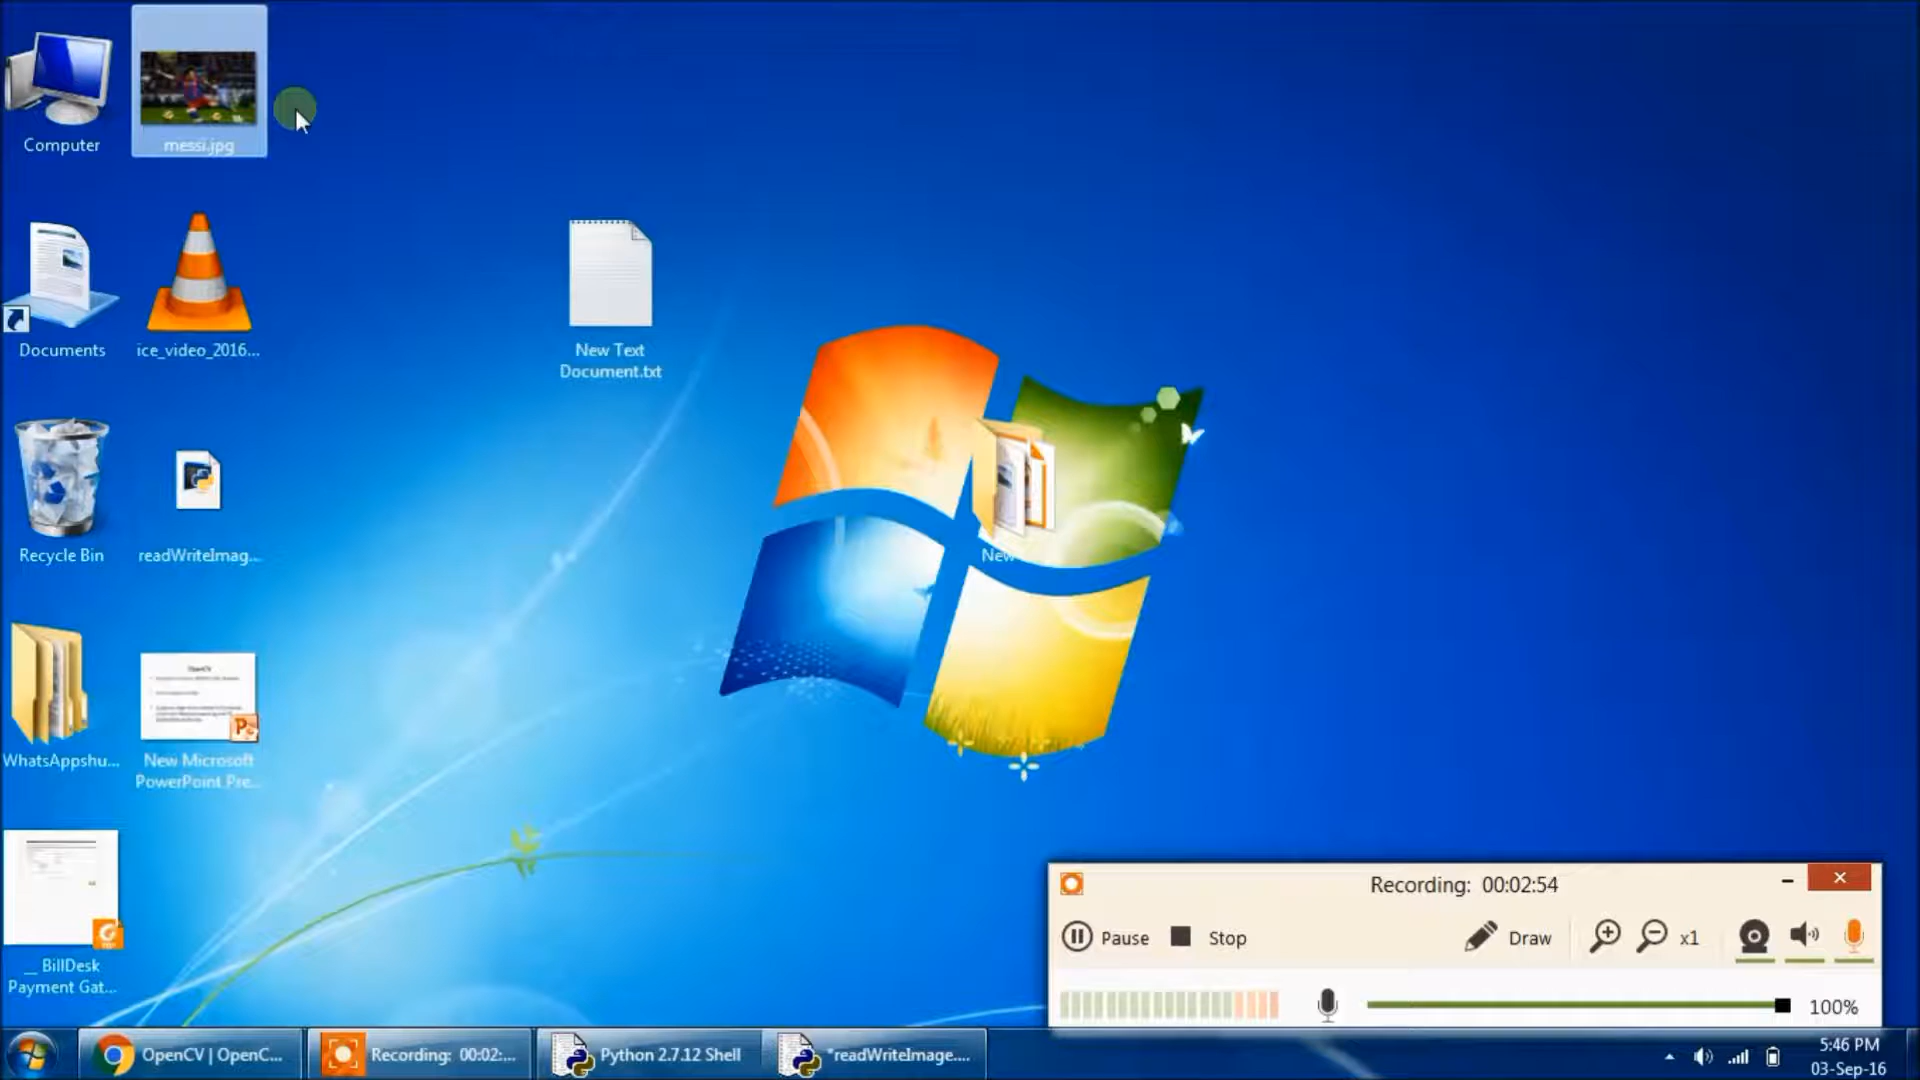 Computer
messi.jpg
Documents
ice_video_2016...
New Text
Document.txt
Recycle Bin
readWriteImag...
New
WhatsAppshu...
New Microsoft
PowerPoint Pre...
OpenCV
__ BillDesk
Payment Gat...
Recording: 00:02:54
Pause
Stop
Draw
x1
100%
OpenCV | OpenC...
Recording: 00:02:...
Python 2.7.12 Shell
*readWriteImage....
5:46 PM
03-Sep-16